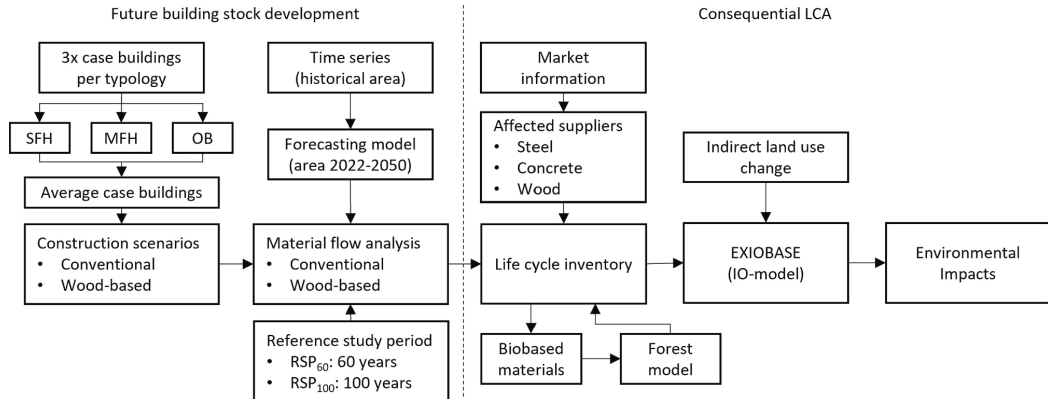 Future building stock development
Consequential LCA
3x case buildings
per typology
SFH
MFH
OB
Average case buildings
Construction scenarios
• Conventional
• Wood-based
Time series
(historical area)
Forecasting model
(area 2022-2050)
Material flow analysis
• Conventional
• Wood-based
Reference study period
• RSP₆₀: 60 years
• RSP₁₀₀: 100 years
Market
information
Affected suppliers
• Steel
• Concrete
• Wood
Life cycle inventory
Biobased
materials
Forest
model
Indirect land use
change
EXIOBASE
(IO-model)
Environmental
Impacts